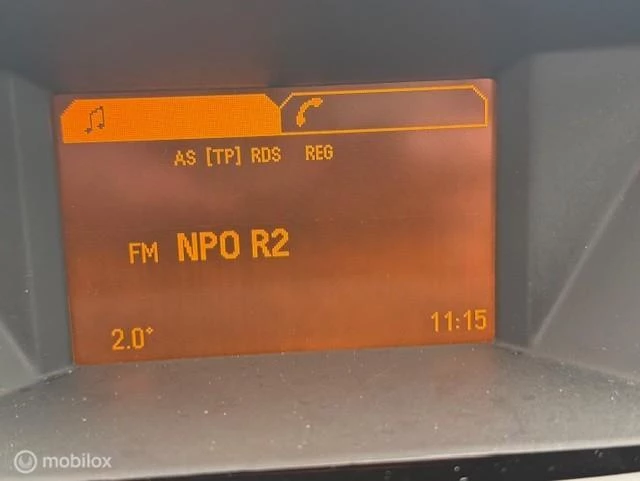 AS [TP] RDS REG
FM NPO R2
2.0° 11:15
mobilox